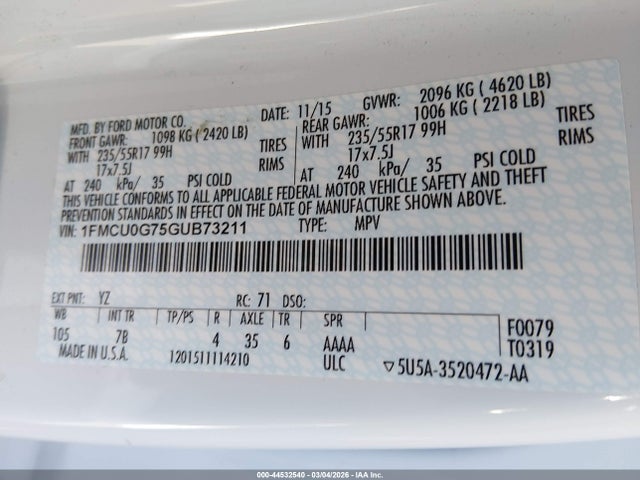 MFD. BY FORD MOTOR CO. DATE: 11/15 GVWR: 2096 KG ( 4620 LB)
FRONT GAWR: 1098 KG ( 2420 LB) REAR GAWR: 1006 KG ( 2218 LB)
WITH 235/55R17 99H TIRES WITH 235/55R17 99H TIRES
17x7.5J RIMS 17x7.5J RIMS
AT 240 kPa/ 35 PSI COLD AT 240 kPa/ 35 PSI COLD
THIS VEHICLE CONFORMS TO ALL APPLICABLE FEDERAL MOTOR VEHICLE SAFETY AND THEFT
PREVENTION STANDARDS IN EFFECT ON THE DATE OF MANUFACTURE SHOWN ABOVE.
VIN: 1FMCU0G75GUB73211 TYPE: MPV
EXT PNT: YZ RC: 71 DSO:
WB INT TR TP/PS R AXLE TR SPR F0079
105 7B 4 35 6 AAAA T0319
MADE IN U.S.A. 1201511114210 ULC ▽5U5A-3520472-AA
000-44532540 - 03/04/2026 - Copyright © 2026 IAA, Inc.